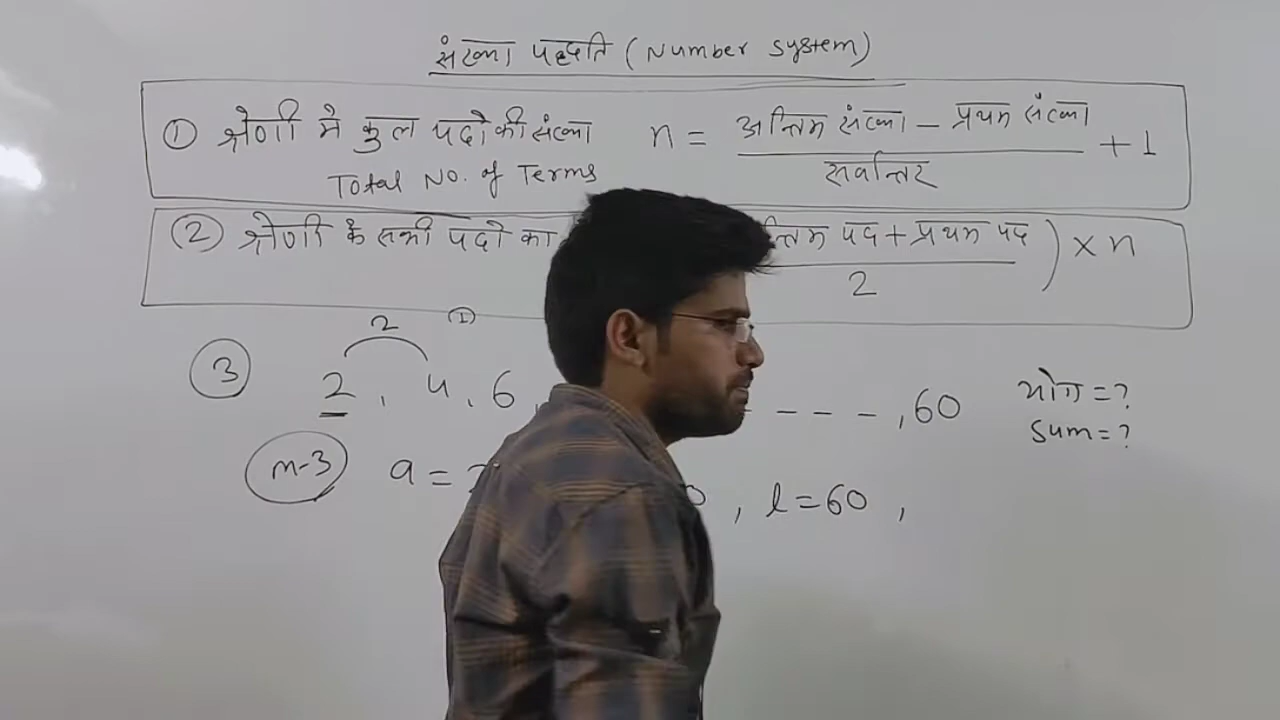 संख्या पद्धति (Number system)
① श्रेणी मे कुल पदो की संख्या n = अन्तिम संख्या - प्रथम संख्या / सर्वान्तर + 1
Total No. of Terms
② श्रेणी के सभी पदो का न्तिम पद + प्रथम पद / 2 ) × n
2 ①
③ 2, 4, 6, - - - -, 60 योग = ?
sum = ?
m-3 a = , l = 60 ,